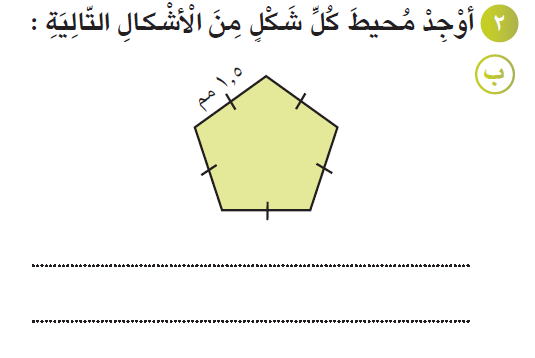 ٢ أَوْجِدْ مُحيطَ كُلِّ شَكْلٍ مِنَ الْأَشْكالِ التّالِيَةِ :
ب
١,٥ مم